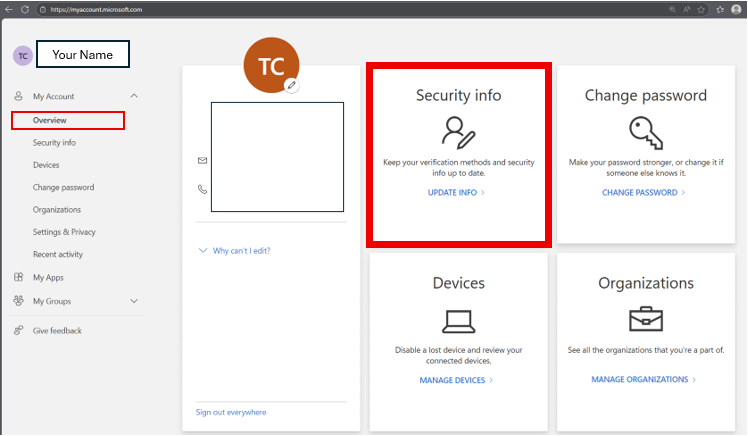 https://myaccount.microsoft.com
TC
Your Name
My Account
Overview
Security info
Devices
Change password
Organizations
Settings & Privacy
Recent activity
My Apps
My Groups
Give feedback
TC
Why can't I edit?
Sign out everywhere
Security info
Keep your verification methods and security
info up to date.
UPDATE INFO
Change password
Make your password stronger, or change it if
someone else knows it.
CHANGE PASSWORD
Devices
Disable a lost device and review your
connected devices.
MANAGE DEVICES
Organizations
See all the organizations that you're a part of.
MANAGE ORGANIZATIONS